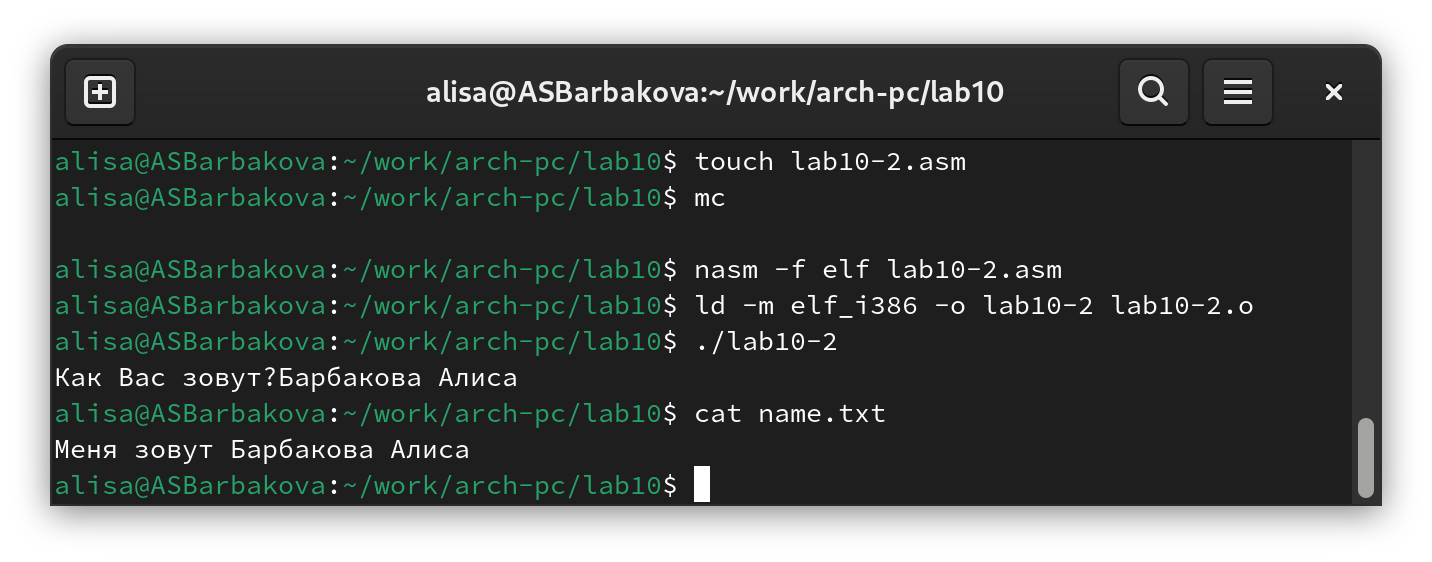 alisa@ASBarbakova:~/work/arch-pc/lab10
alisa@ASBarbakova:~/work/arch-pc/lab10$ touch lab10-2.asm
alisa@ASBarbakova:~/work/arch-pc/lab10$ mc
alisa@ASBarbakova:~/work/arch-pc/lab10$ nasm -f elf lab10-2.asm
alisa@ASBarbakova:~/work/arch-pc/lab10$ ld -m elf_i386 -o lab10-2 lab10-2.o
alisa@ASBarbakova:~/work/arch-pc/lab10$ ./lab10-2
Как Вас зовут?Барбакова Алиса
alisa@ASBarbakova:~/work/arch-pc/lab10$ cat name.txt
Меня зовут Барбакова Алиса
alisa@ASBarbakova:~/work/arch-pc/lab10$